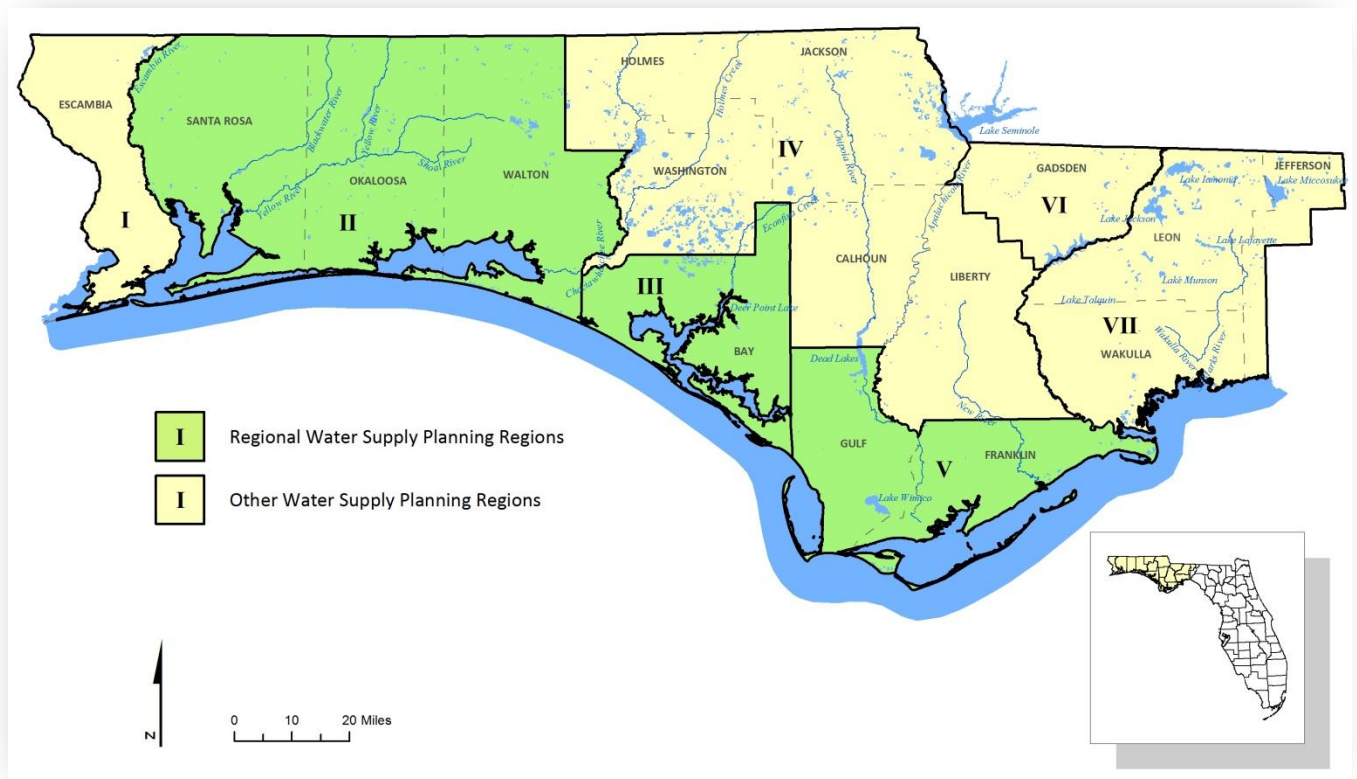 HOLMES
JACKSON
Escambia River
ESCAMBIA
SANTA ROSA
Blackwater River
Yellow River
Holmes Creek
Lake Seminole
Shoal River
Chipola River
IV
WASHINGTON
GADSDEN
JEFFERSON
OKALOOSA
WALTON
Yellow River
Apalachicola River
Lake Iamonia
Lake Miccosukee
I
II
Econfina Creek
VI
Lake Jackson
LEON
Lake Lafayette
Choctawhatchee River
CALHOUN
LIBERTY
III
Lake Munson
Lake Talquin
Deer Point Lake
VII
BAY
Dead Lakes
Wakulla River
St. Marks River
WAKULLA
New River
I Regional Water Supply Planning Regions
GULF
V
FRANKLIN
Lake Wimico
I Other Water Supply Planning Regions
N
0 10 20 Miles